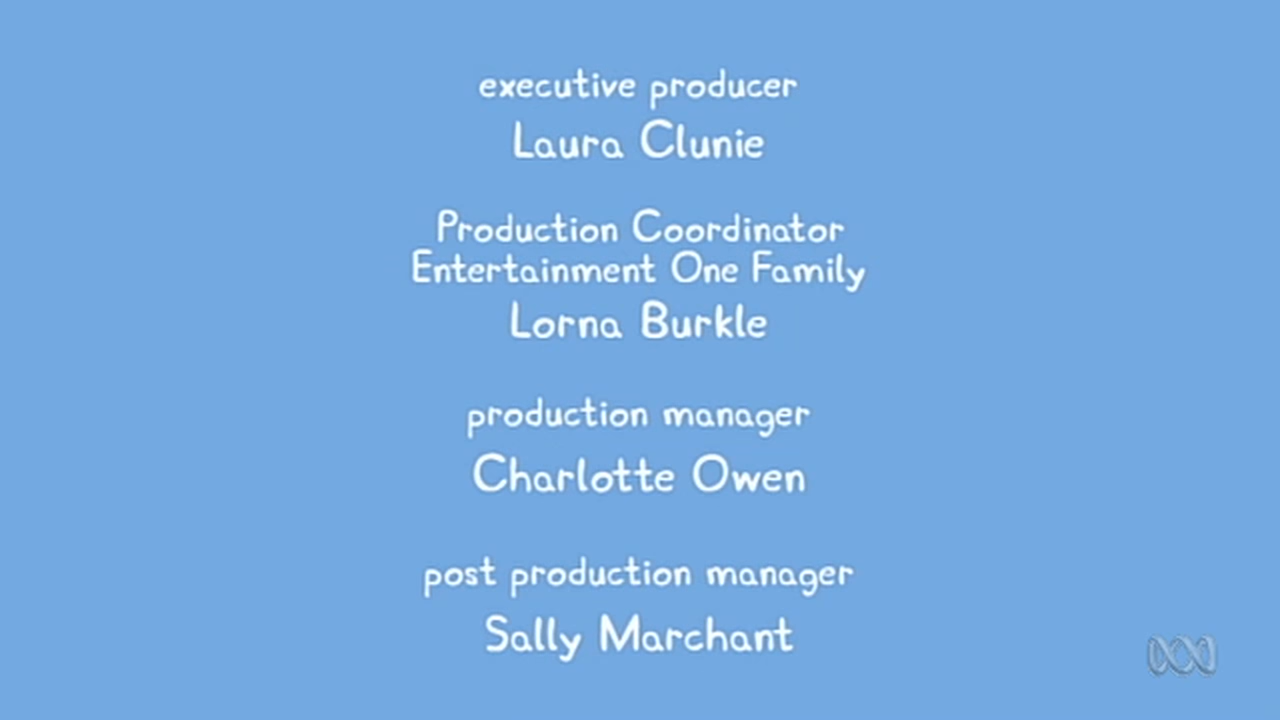 executive producer
Laura Clunie
Production Coordinator
Entertainment One Family
Lorna Burkle
production manager
Charlotte Owen
post production manager
Sally Marchant